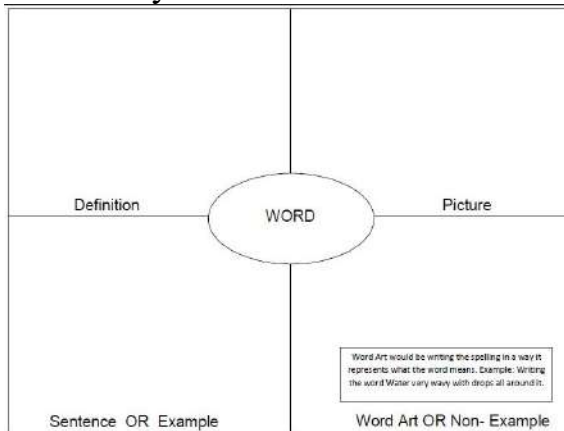 Definition
WORD
Picture
Word Art would be writing the spelling in a way it
represents what the word means. Example: Writing
the word Water very wavy with drops all around it.
Sentence OR Example
Word Art OR Non- Example